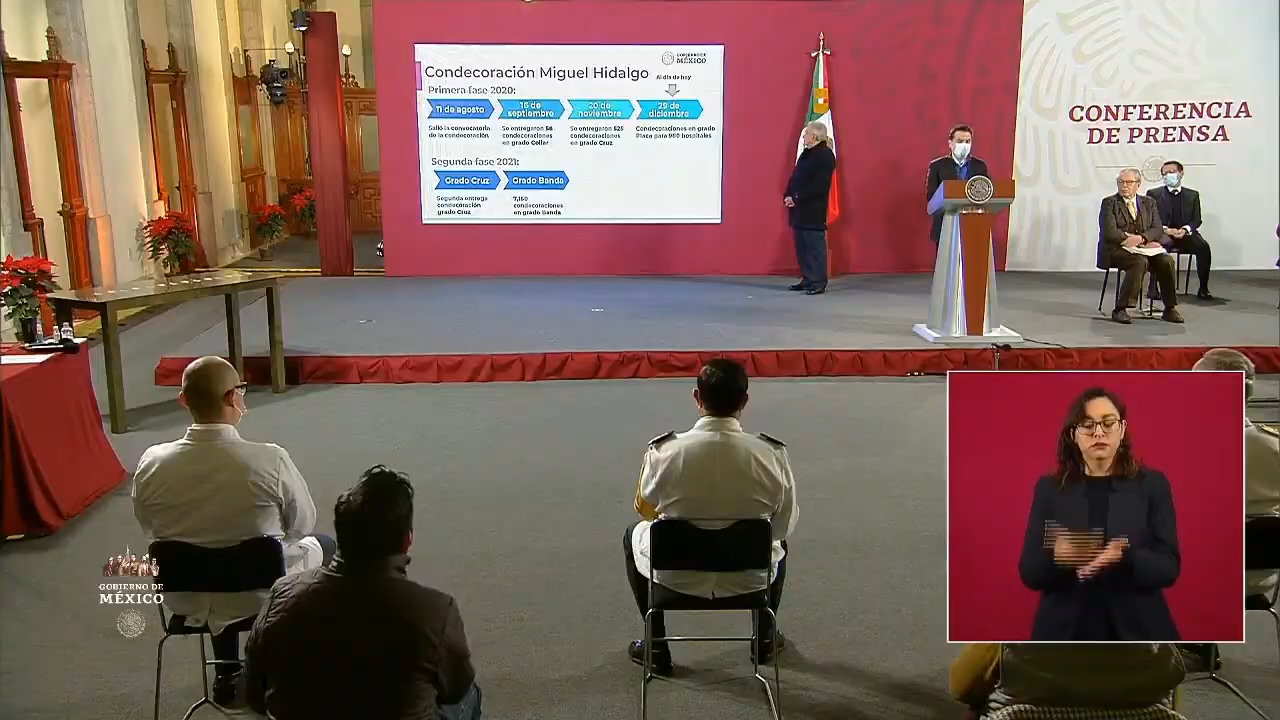 GOBIERNO DE
MÉXICO
Condecoración Miguel Hidalgo
Al día de hoy
Primera fase 2020:
11 de agosto
16 de
septiembre
20 de
noviembre
29 de
diciembre
Salió la convocatoria
de la condecoración
Se entregaron 58
condecoraciones
en grado Collar
Se entregaron 525
condecoraciones
en grado Cruz
Condecoraciones en grado
Placa para 980 hospitales
Segunda fase 2021:
Grado Cruz
Grado Banda
Segunda entrega
condecoración
grado Cruz
condecoraciones
en grado Banda
CONFERENCIA
DE PRENSA
GOBIERNO DE
MÉXICO